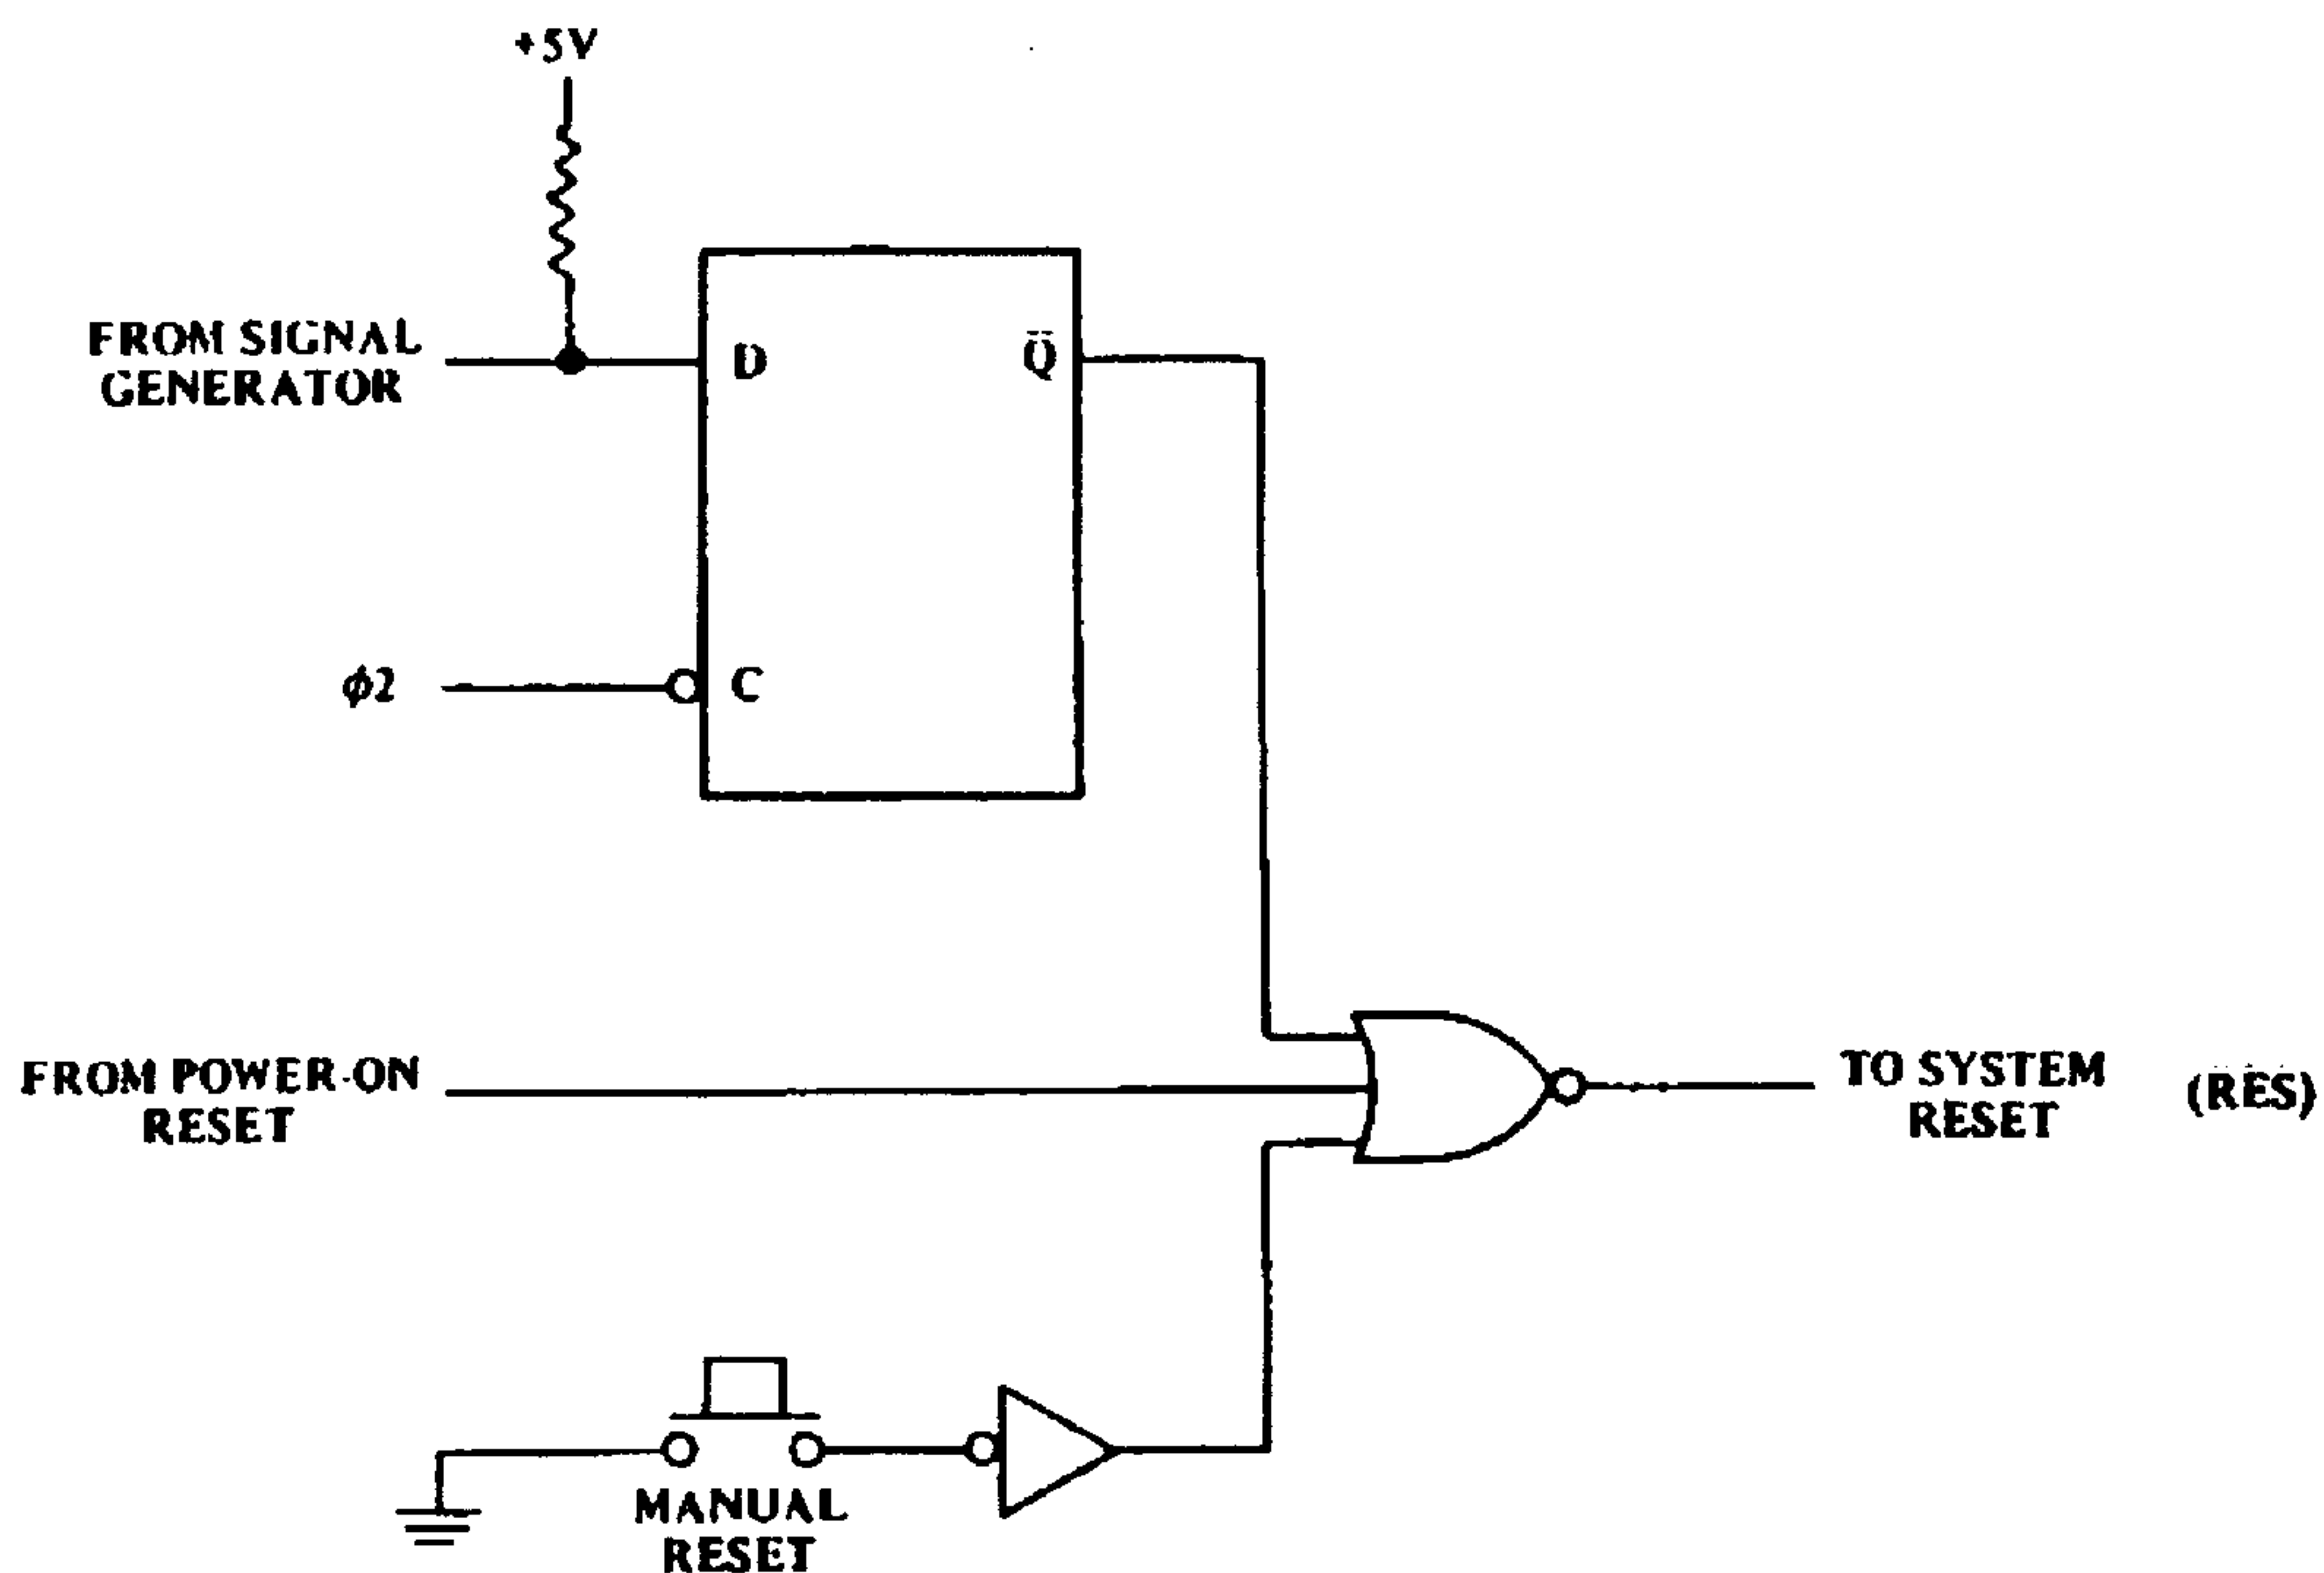 +5V
FROM SIGNAL
GENERATOR
D
Q̅
φ2
C
FROM POWER-ON
RESET
TO SYSTEM
RESET
(RES)
MANUAL
RESET